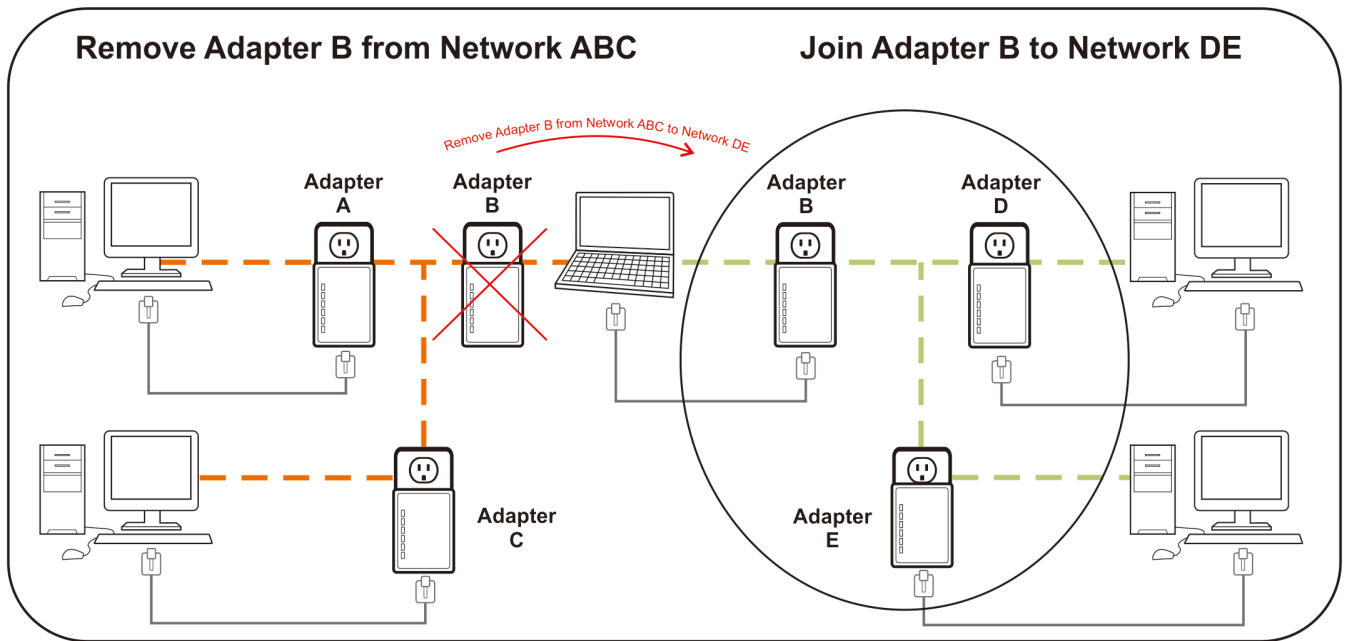 Remove Adapter B from Network ABC
Join Adapter B to Network DE
Remove Adapter B from Network ABC to Network DE
Adapter
A
Adapter
B
Adapter
B
Adapter
D
Adapter
C
Adapter
E